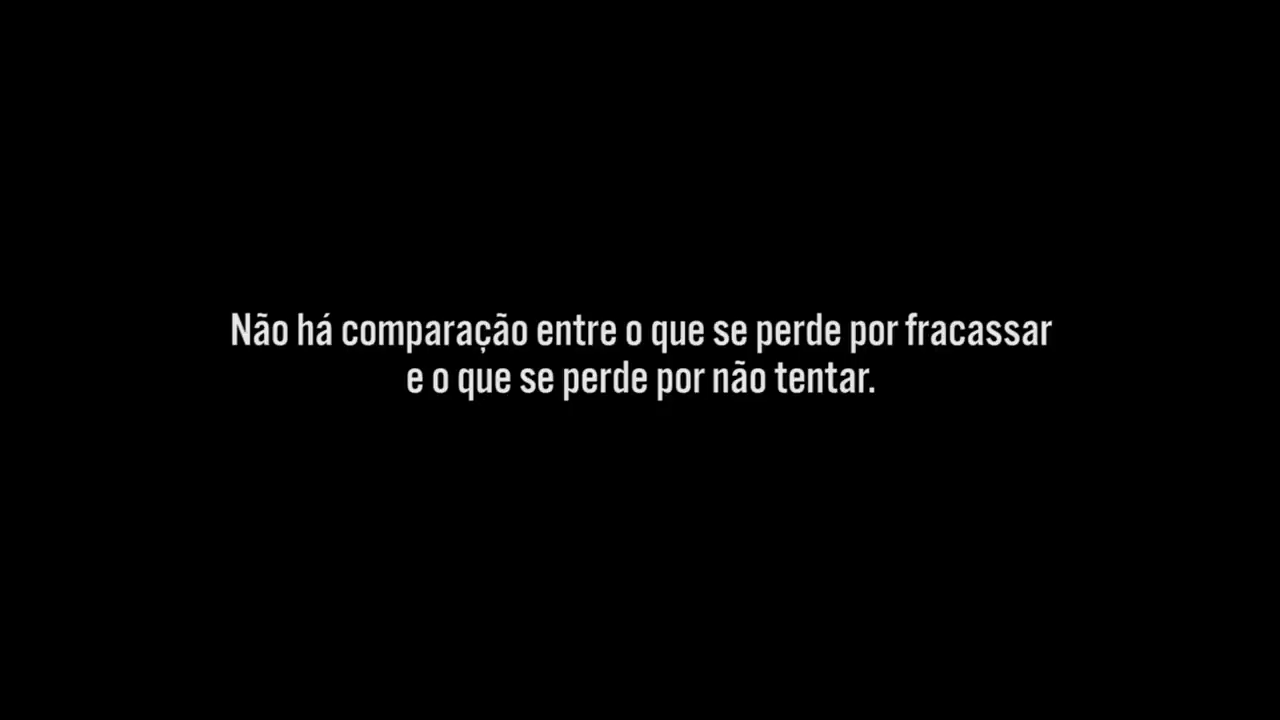 Não há comparação entre o que se perde por fracassar
e o que se perde por não tentar.